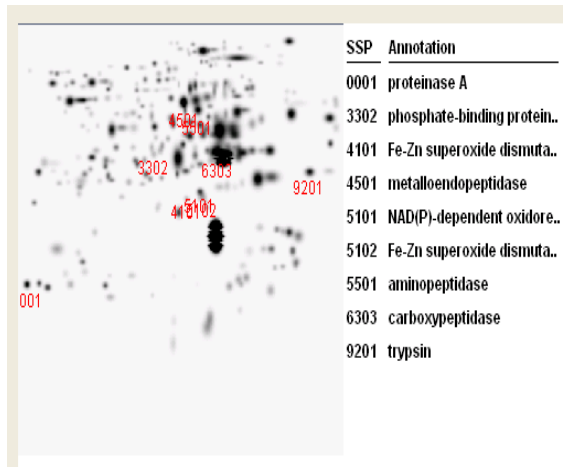 SSP Annotation
0001 proteinase A
3302 phosphate-binding protein..
4101 Fe-Zn superoxide dismuta..
4501 metalloendopeptidase
5101 NAD(P)-dependent oxidore..
5102 Fe-Zn superoxide dismuta..
5501 aminopeptidase
6303 carboxypeptidase
9201 trypsin
4501
5501
3302 6303
9201
5101
4101 5102
001